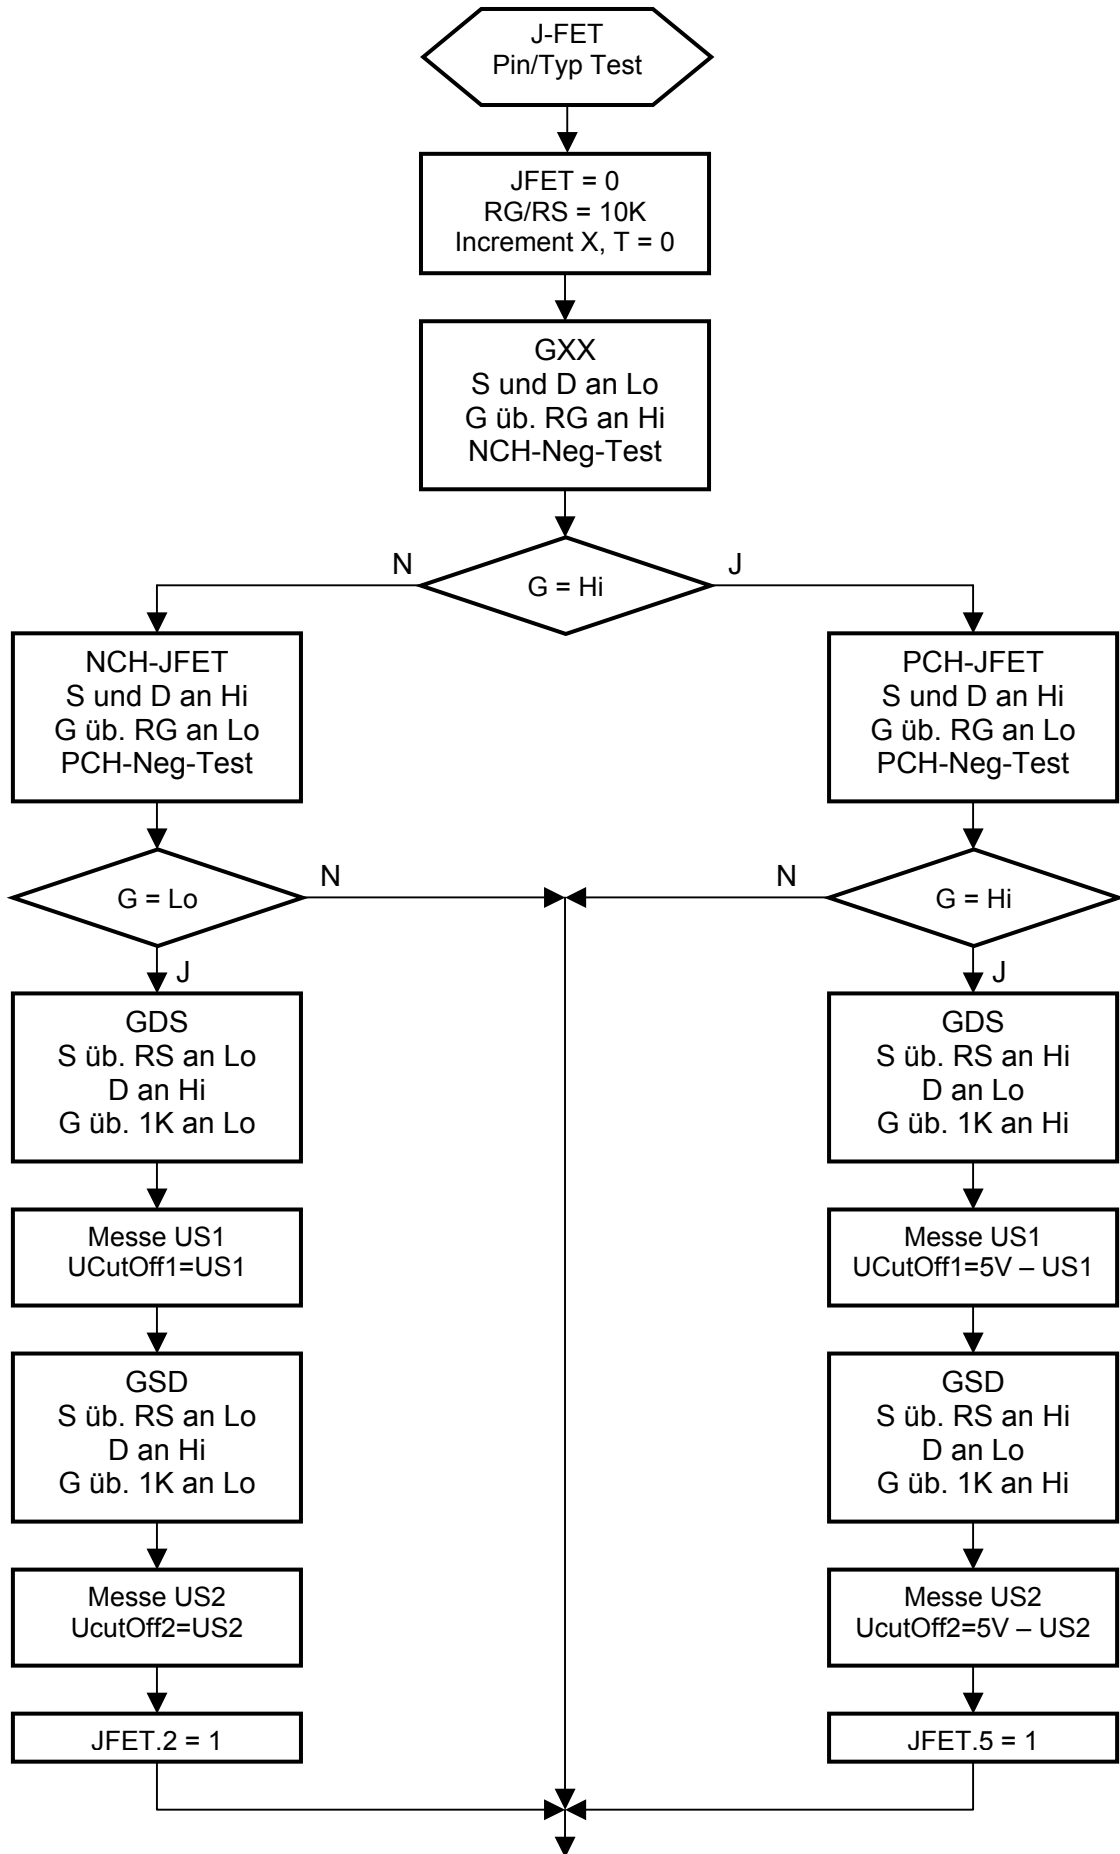 J-FET
Pin/Typ Test
JFET = 0
RG/RS = 10K
Increment X, T = 0
GXX
S und D an Lo
G üb. RG an Hi
NCH-Neg-Test
N
G = Hi
J
NCH-JFET
S und D an Hi
G üb. RG an Lo
PCH-Neg-Test
PCH-JFET
S und D an Hi
G üb. RG an Lo
PCH-Neg-Test
G = Lo
N
N
G = Hi
J
J
GDS
S üb. RS an Lo
D an Hi
G üb. 1K an Lo
GDS
S üb. RS an Hi
D an Lo
G üb. 1K an Hi
Messe US1
UCutOff1=US1
Messe US1
UCutOff1=5V – US1
GSD
S üb. RS an Lo
D an Hi
G üb. 1K an Lo
GSD
S üb. RS an Hi
D an Lo
G üb. 1K an Hi
Messe US2
UcutOff2=US2
Messe US2
UcutOff2=5V – US2
JFET.2 = 1
JFET.5 = 1